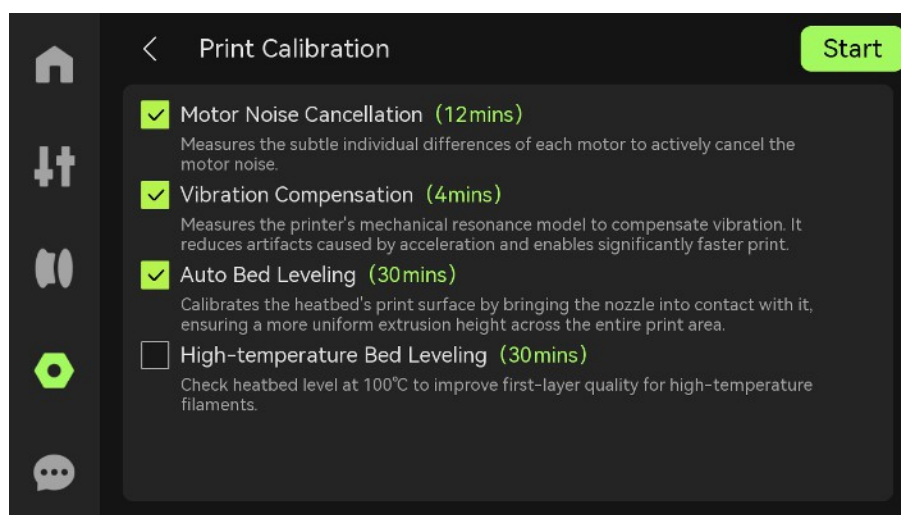 Print Calibration
Start
Motor Noise Cancellation (12mins)
Measures the subtle individual differences of each motor to actively cancel the
motor noise.
Vibration Compensation (4mins)
Measures the printer's mechanical resonance model to compensate vibration. It
reduces artifacts caused by acceleration and enables significantly faster print.
Auto Bed Leveling (30mins)
Calibrates the heatbed's print surface by bringing the nozzle into contact with it,
ensuring a more uniform extrusion height across the entire print area.
High-temperature Bed Leveling (30mins)
Check heatbed level at 100℃ to improve first-layer quality for high-temperature
filaments.